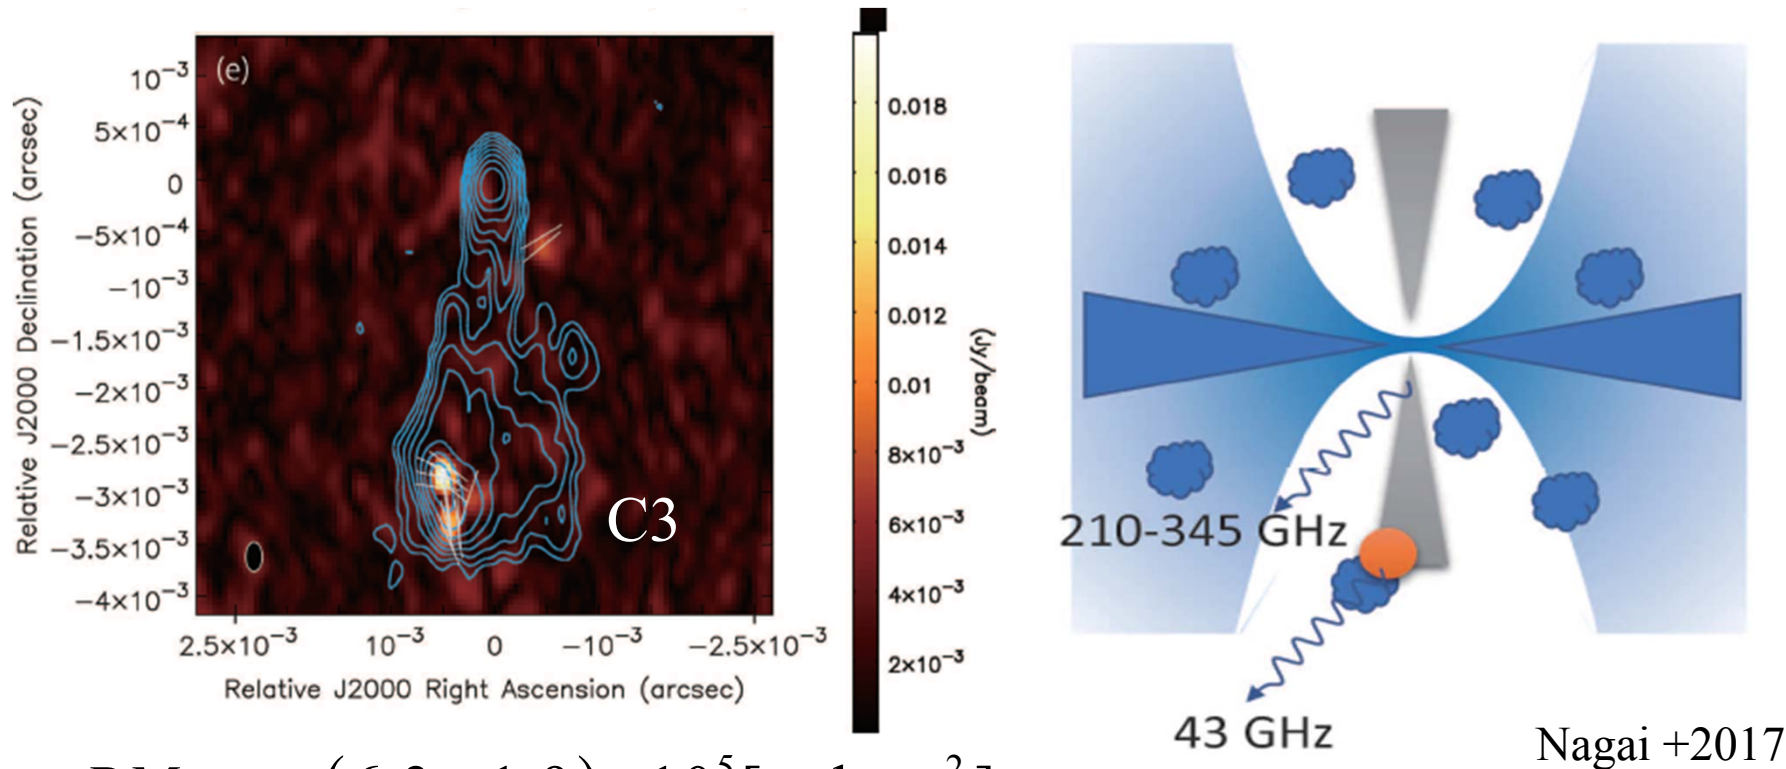 (e)
Relative J2000 Declination (arcsec)
10⁻³
5×10⁻⁴
0
−5×10⁻⁴
−10⁻³
−1.5×10⁻³
−2×10⁻³
−2.5×10⁻³
−3×10⁻³
−3.5×10⁻³
−4×10⁻³
C3
2.5×10⁻³ 10⁻³ 0 −10⁻³ −2.5×10⁻³
Relative J2000 Right Ascension (arcsec)
0.018
0.016
0.014
0.012
0.01
8×10⁻³
6×10⁻³
4×10⁻³
2×10⁻³
(Jy/beam)
210-345 GHz
43 GHz
Nagai +2017